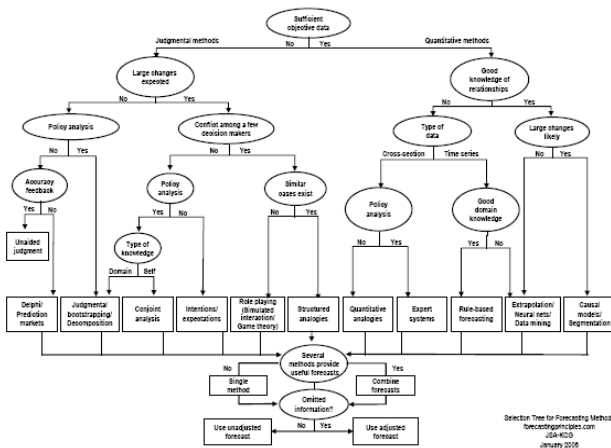 Sufficient
objective data
Judgmental methods
No
Yes
Quantitative methods
Large changes
expected
No
Yes
Good
knowledge of
relationships
No
Yes
Policy analysis
No
Yes
Conflict among a few
decision makers
No
Yes
Type of
data
Cross-section
Time series
Large changes
likely
No
Yes
Accuracy
feedback
Yes
No
Policy
analysis
Yes
No
Similar
cases exist
No
Yes
Policy
analysis
No
Yes
Good
domain
knowledge
Yes
No
Unaided
judgment
Type of
knowledge
Domain
Self
Delphi/
Prediction
markets
Judgmental
bootstrapping/
Decomposition
Conjoint
analysis
Intentions/
expectations
Role playing
(Simulated
interaction/
Game theory)
Structured
analogies
Quantitative
analogies
Expert
systems
Rule-based
forecasting
Extrapolation/
Neural nets/
Data mining
Causal
models/
Segmentation
Several
methods provide
useful forecasts
No
Yes
Single
method
Combine
forecasts
Omitted
information?
No
Yes
Use unadjusted
forecast
Use adjusted
forecast
Selection Tree for Forecasting Methods
forecastingprinciples.com
JSA-KCG
January 2006